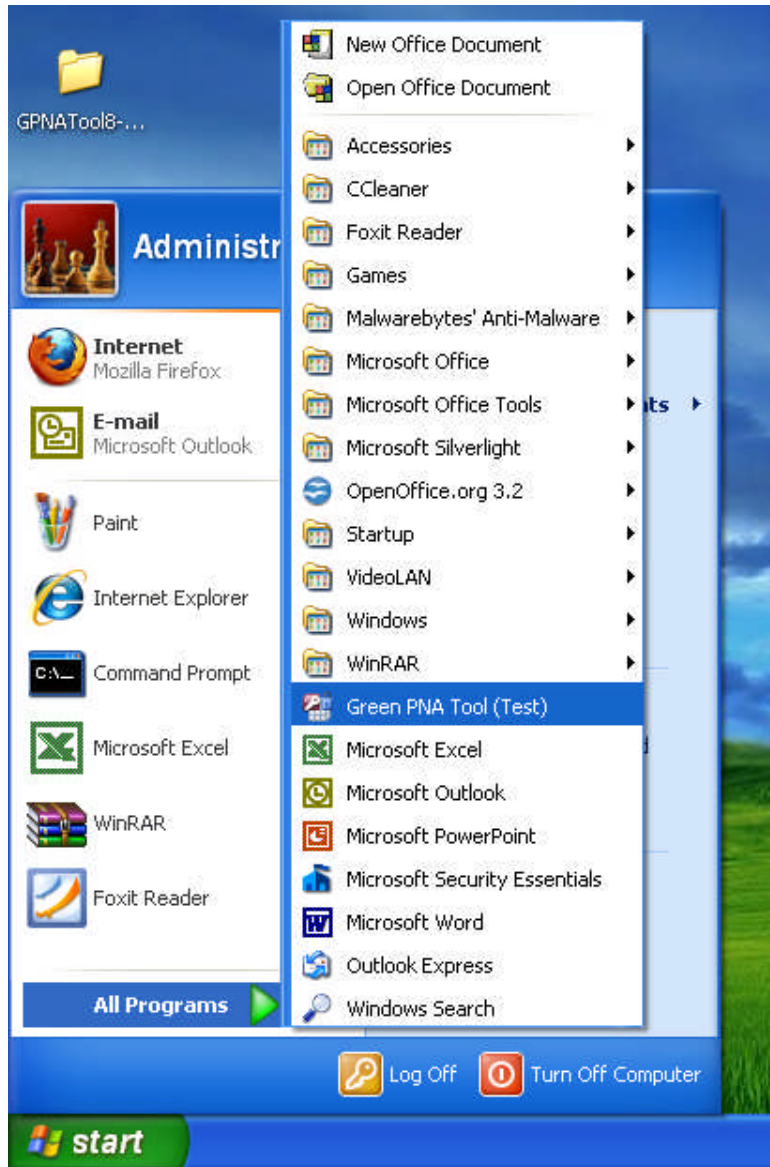 GPNATool8-...
Administr
Internet
Mozilla Firefox
E-mail
Microsoft Outlook
Paint
Internet Explorer
C:\_
Command Prompt
Microsoft Excel
WinRAR
Foxit Reader
All Programs
New Office Document
Open Office Document
Accessories
CCleaner
Foxit Reader
Games
Malwarebytes' Anti-Malware
Microsoft Office
Microsoft Office Tools
Microsoft Silverlight
OpenOffice.org 3.2
Startup
VideoLAN
Windows
WinRAR
Green PNA Tool (Test)
Microsoft Excel
Microsoft Outlook
Microsoft PowerPoint
Microsoft Security Essentials
Microsoft Word
Outlook Express
Windows Search
Log Off
Turn Off Computer
start